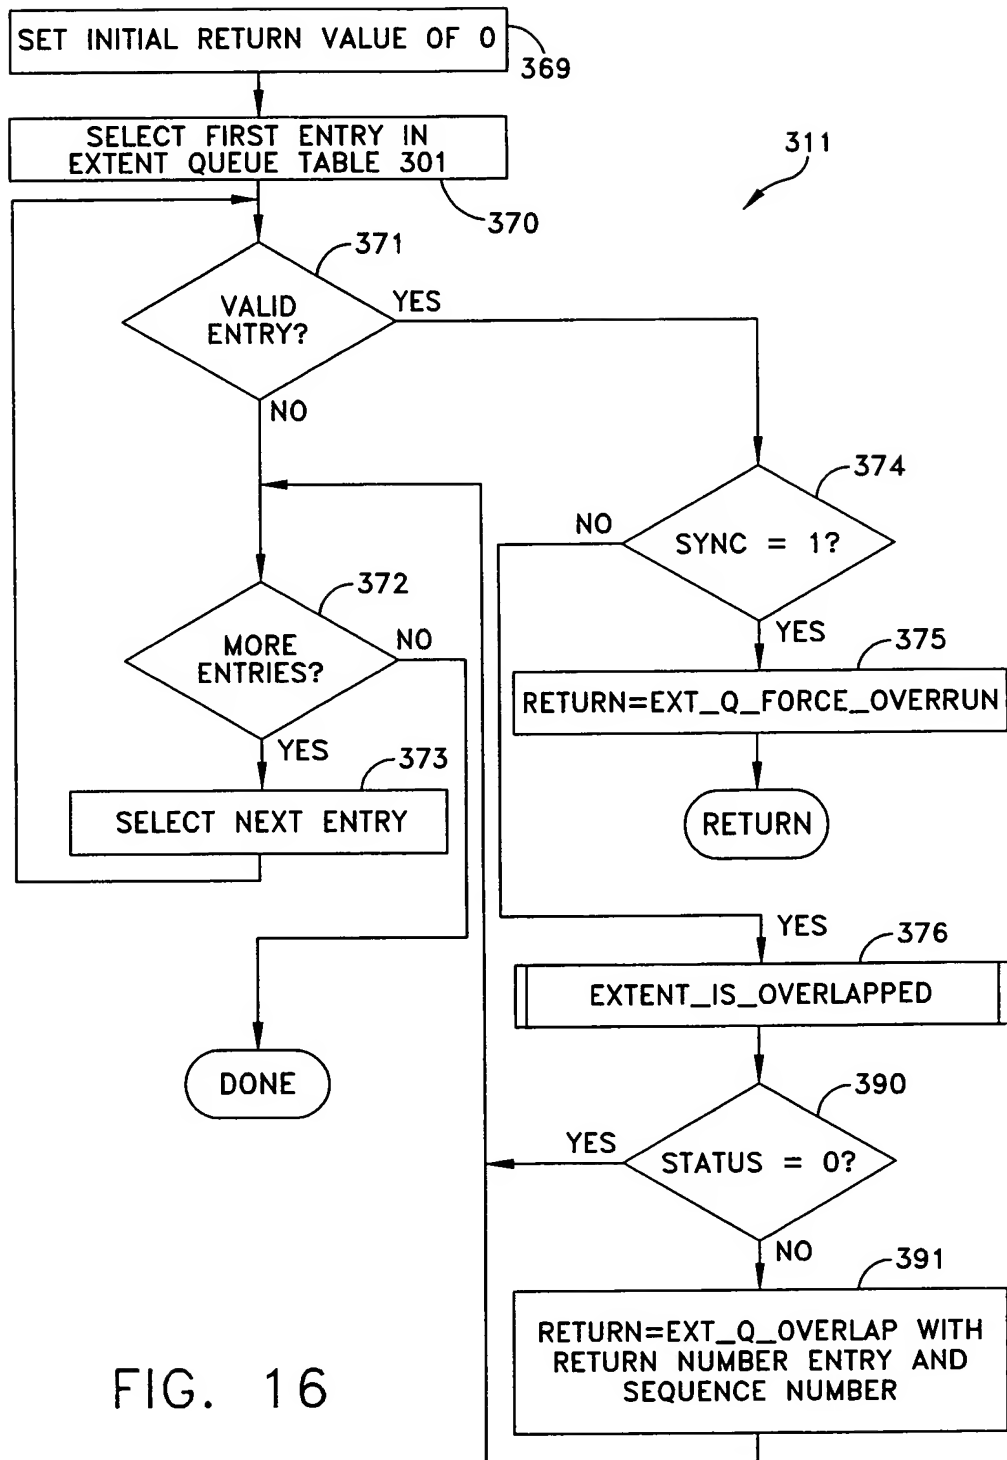 SET INITIAL RETURN VALUE OF 0
369
SELECT FIRST ENTRY IN
EXTENT QUEUE TABLE 301
370
311
371
VALID
ENTRY?
YES
NO
374
NO
SYNC = 1?
YES
372
MORE
ENTRIES?
NO
YES
375
RETURN=EXT_Q_FORCE_OVERRUN
373
SELECT NEXT ENTRY
RETURN
YES
376
EXTENT_IS_OVERLAPPED
DONE
390
YES
STATUS = 0?
NO
391
RETURN=EXT_Q_OVERLAP WITH
RETURN NUMBER ENTRY AND
SEQUENCE NUMBER
FIG. 16